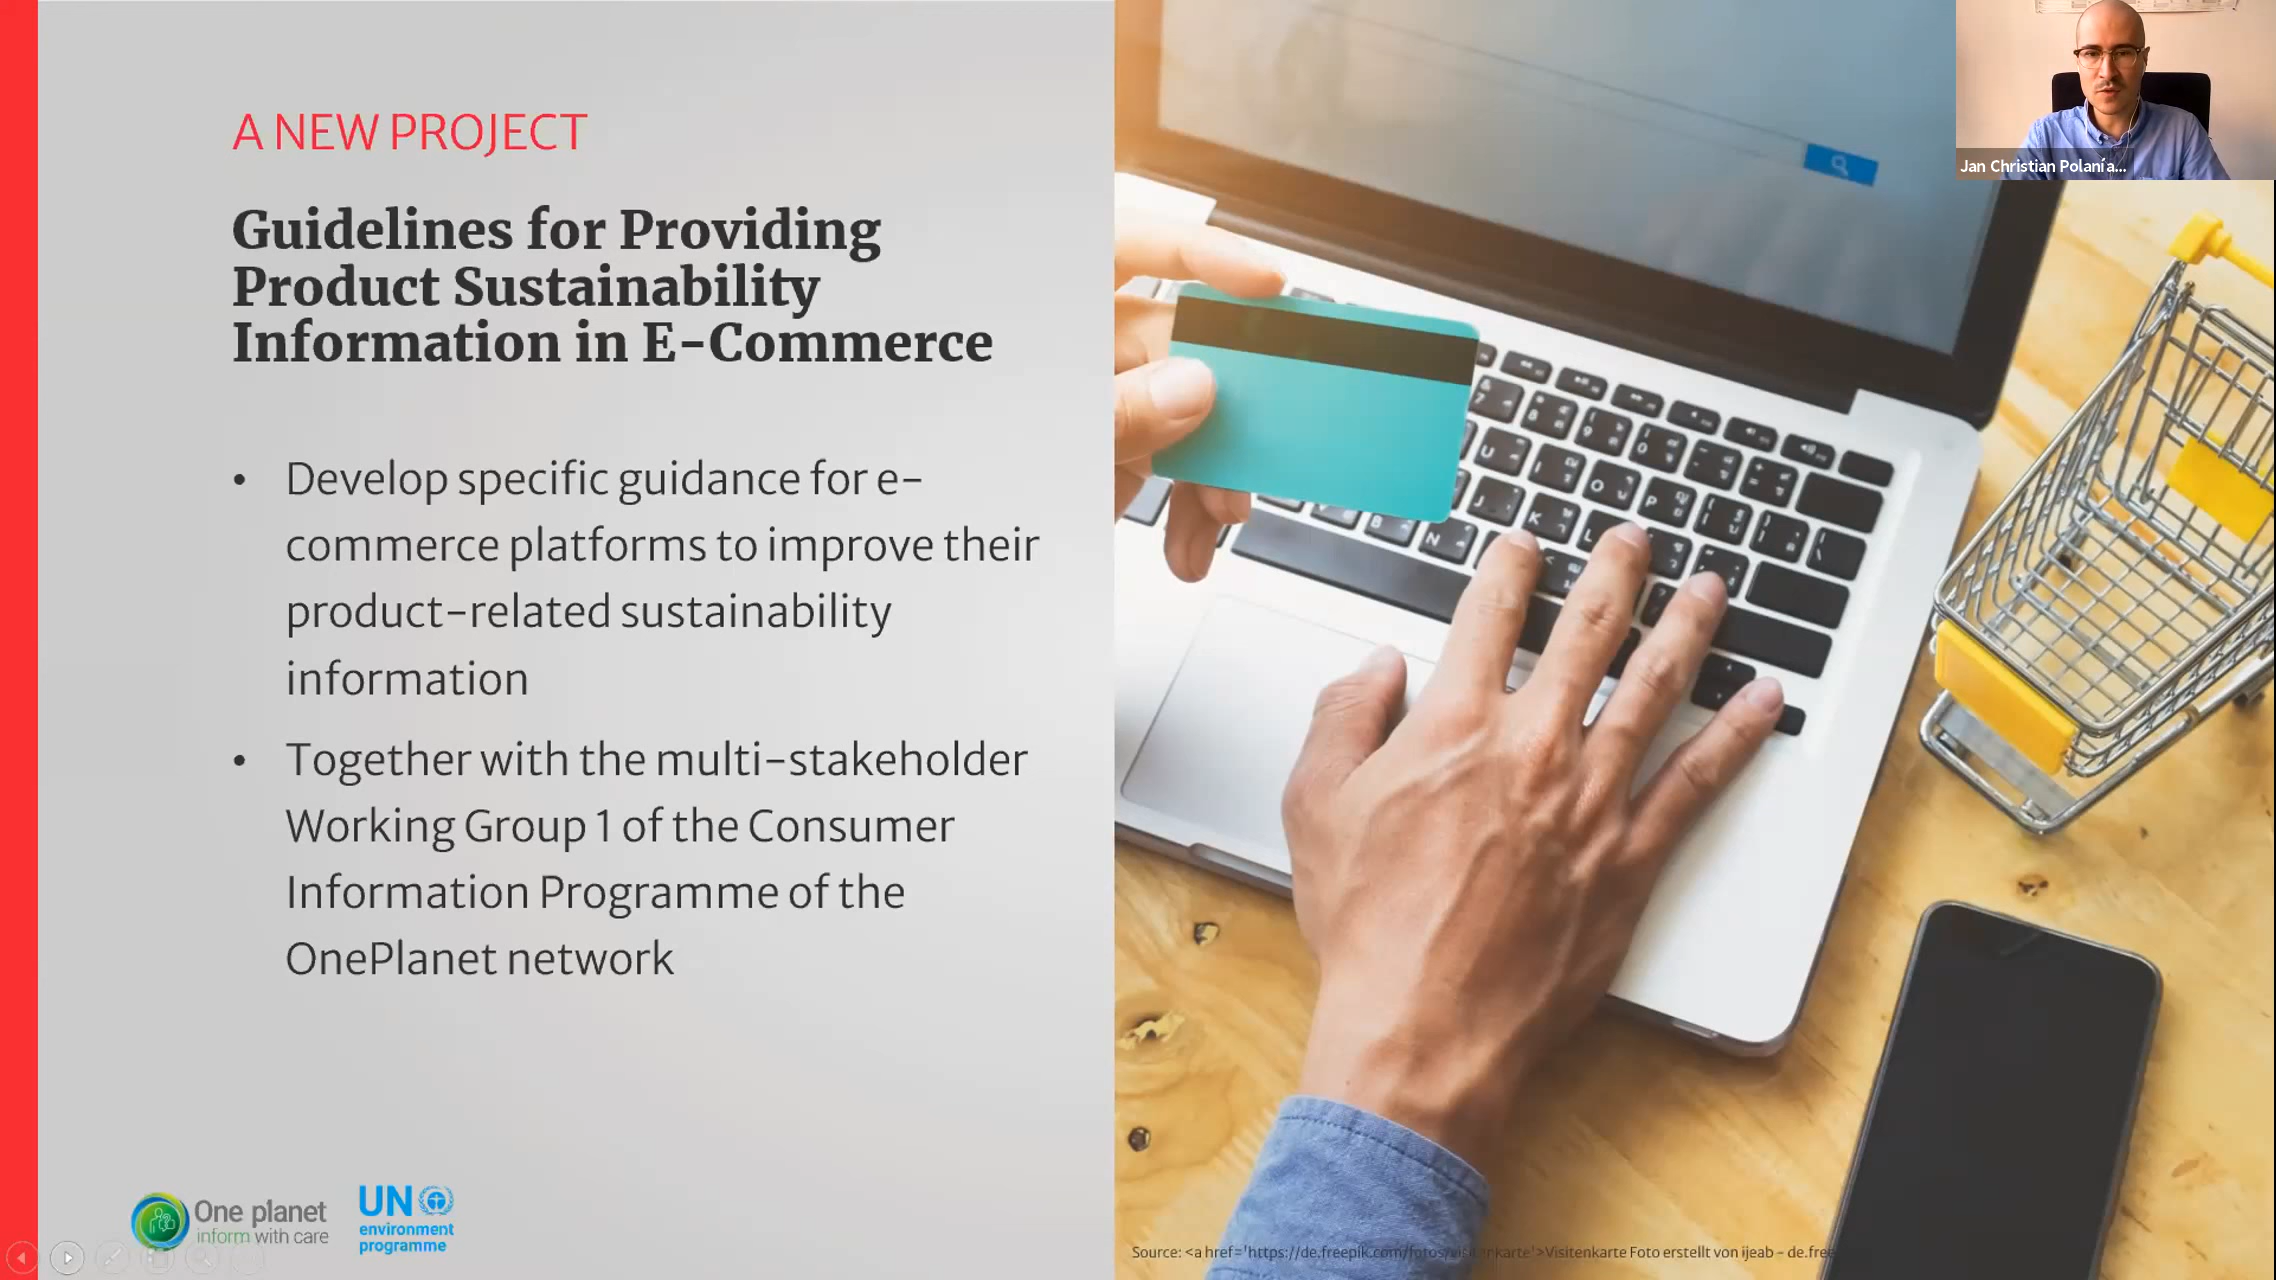 A NEW PROJECT
Guidelines for Providing
Product Sustainability
Information in E-Commerce
• Develop specific guidance for e-
commerce platforms to improve their
product-related sustainability
information
• Together with the multi-stakeholder
Working Group 1 of the Consumer
Information Programme of the
OnePlanet network
One planet
inform with care
UN
environment
programme
Jan Christian Polanía...
Source: <a href='https://de.freepik.com/fotos/visitenkarte'>Visitenkarte Foto erstellt von ijeab - de.free